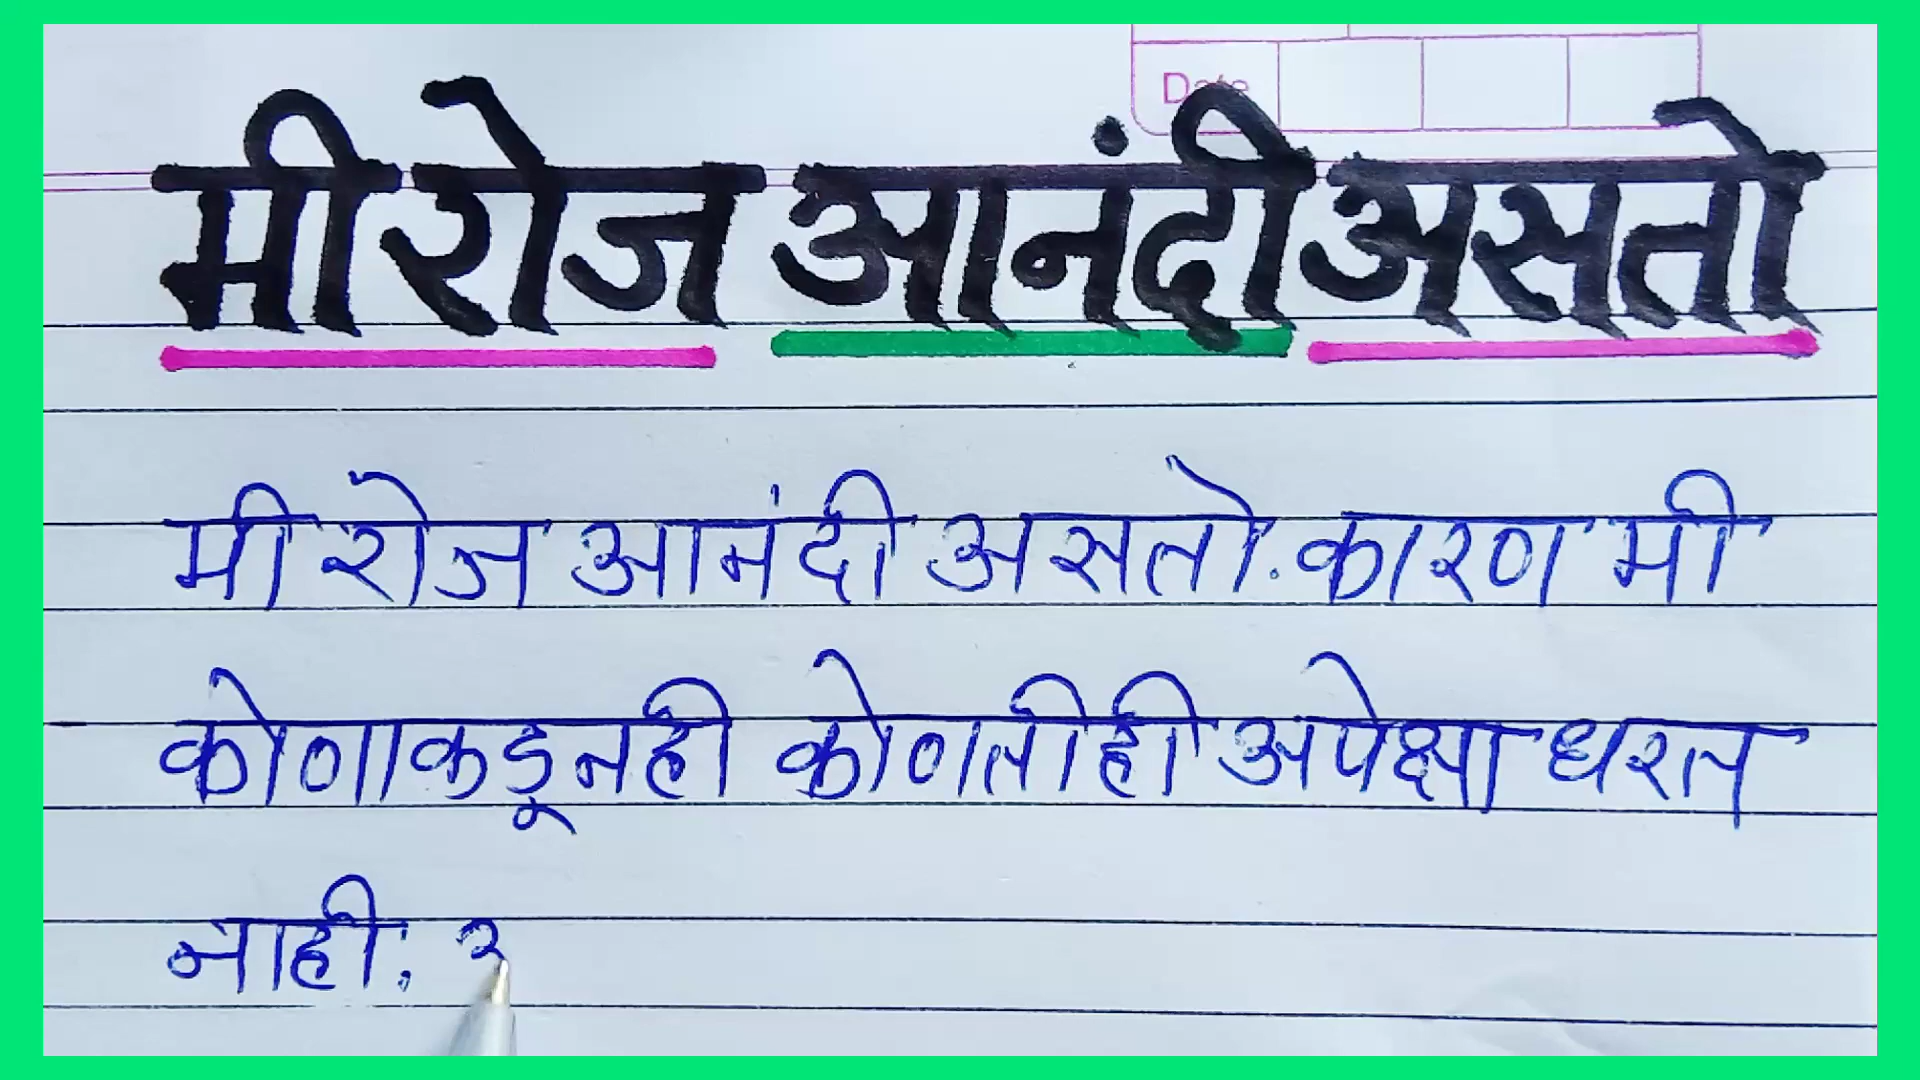 Date
मी रोज आनंदी असतो
मी रोज आनंदी असतो. कारण मी
कोणाकडूनही कोणतीही अपेक्षा धरत
नाही;